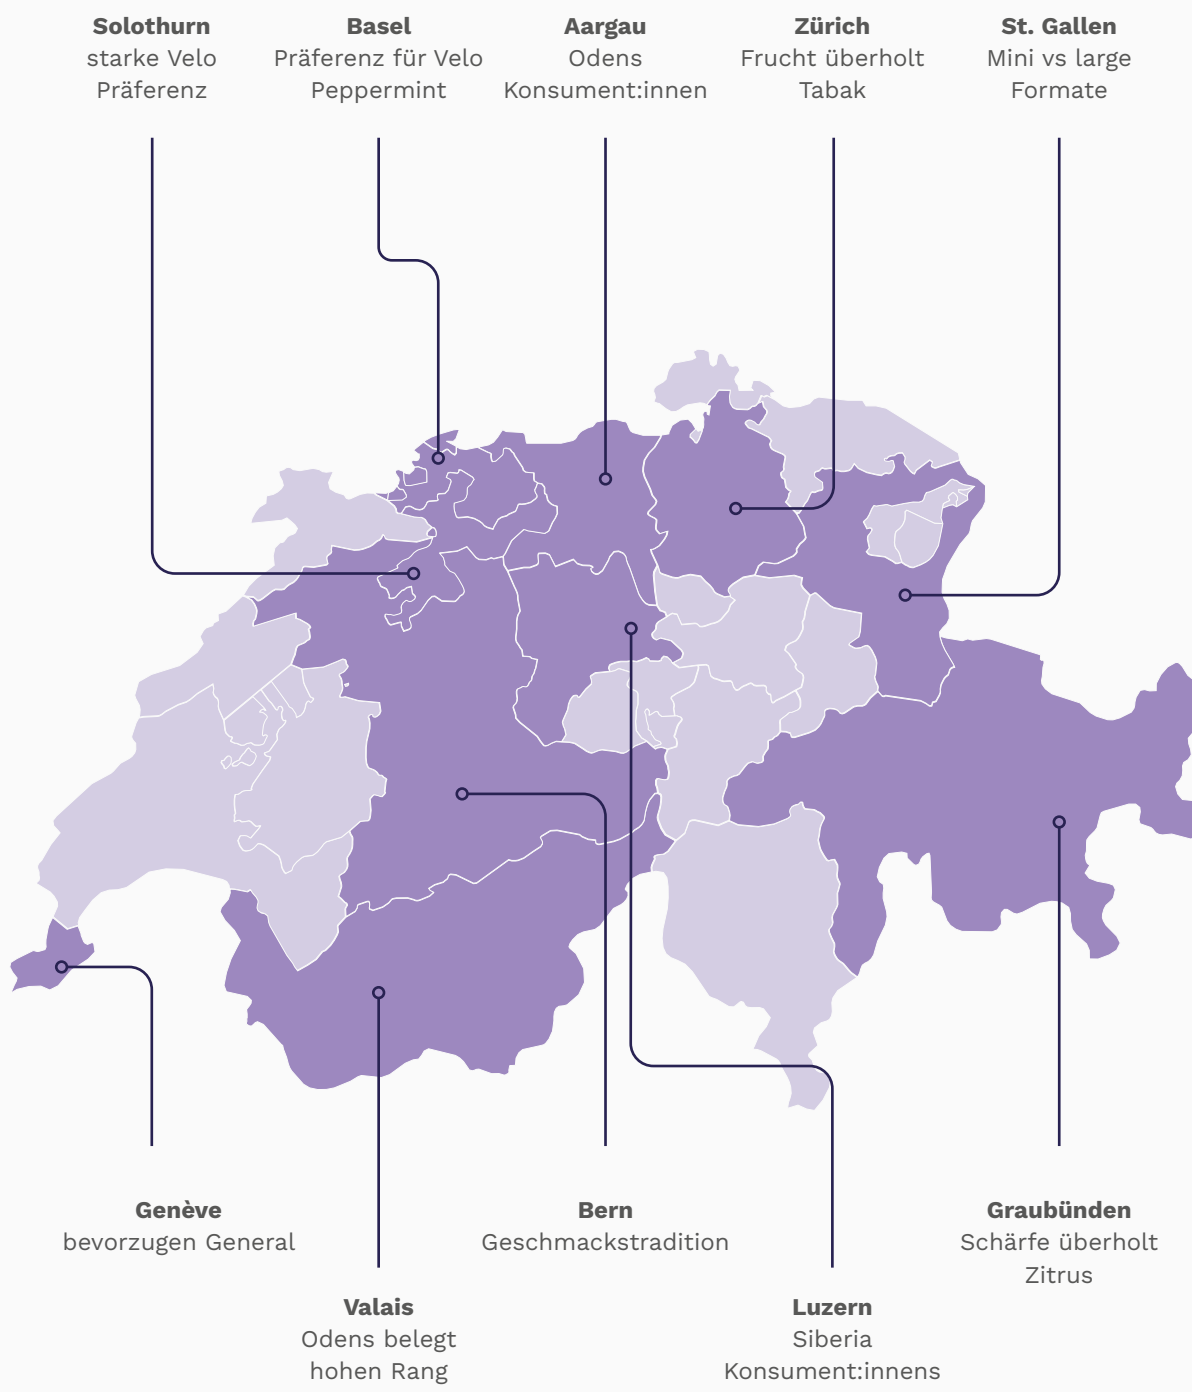 Solothurn
starke Velo
Präferenz
Basel
Präferenz für Velo
Peppermint
Aargau
Odens
Konsument:innen
Zürich
Frucht überholt
Tabak
St. Gallen
Mini vs large
Formate
Genève
bevorzugen General
Valais
Odens belegt
hohen Rang
Bern
Geschmackstradition
Luzern
Siberia
Konsument:innens
Graubünden
Schärfe überholt
Zitrus